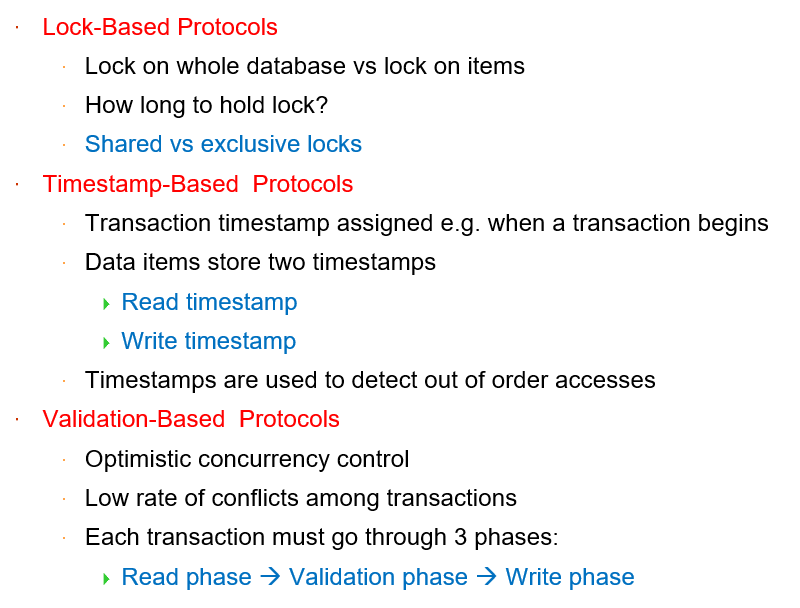 Lock-Based Protocols
Lock on whole database vs lock on items
How long to hold lock?
Shared vs exclusive locks
Timestamp-Based  Protocols
Transaction timestamp assigned e.g. when a transaction begins
Data items store two timestamps
Read timestamp
Write timestamp
Timestamps are used to detect out of order accesses
Validation-Based  Protocols
Optimistic concurrency control
Low rate of conflicts among transactions
Each transaction must go through 3 phases:
Read phase → Validation phase → Write phase